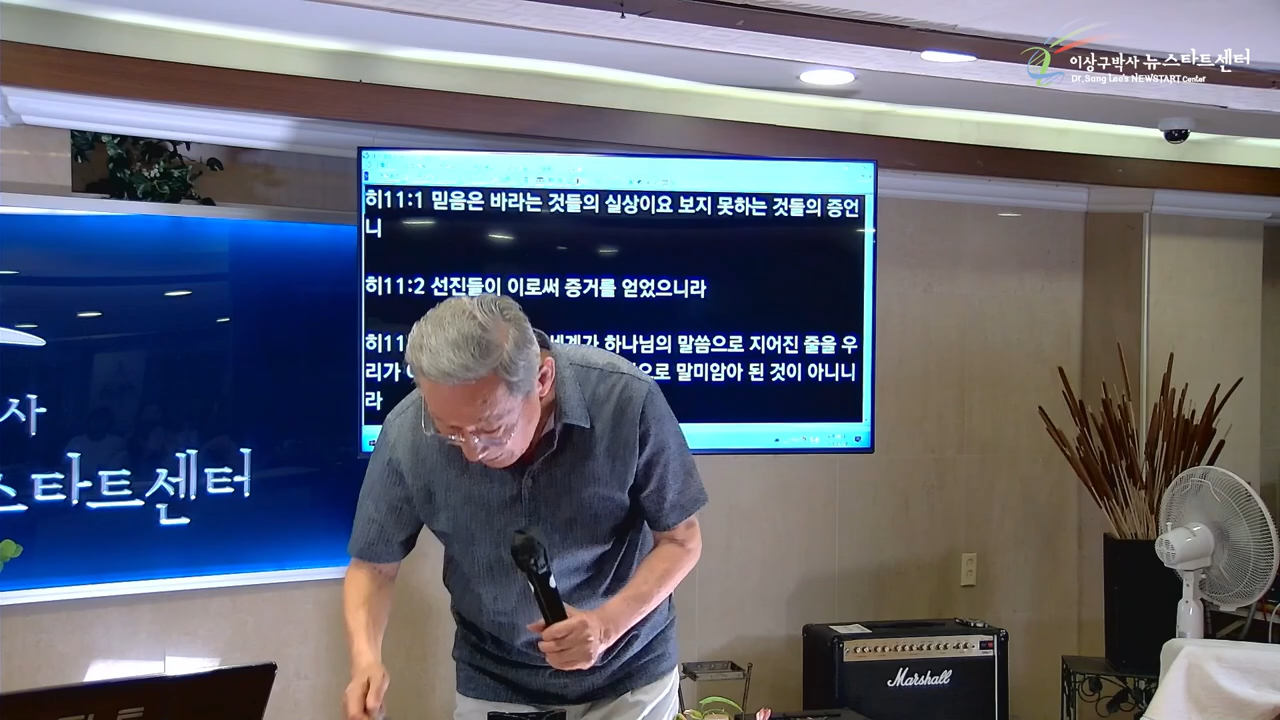 이상구박사 뉴스타트센터
Dr. Sang Lee's NEWSTART Center
히11:1 믿음은 바라는 것들의 실상이요 보지 못하는 것들의 증언
니
히11:2 선진들이 이로써 증거를 얻었으니라
히11 하나님의 말씀으로 지어진 줄을 우
리가 말미암아 된 것이 아니니
라
사
스타트센터
Marshall